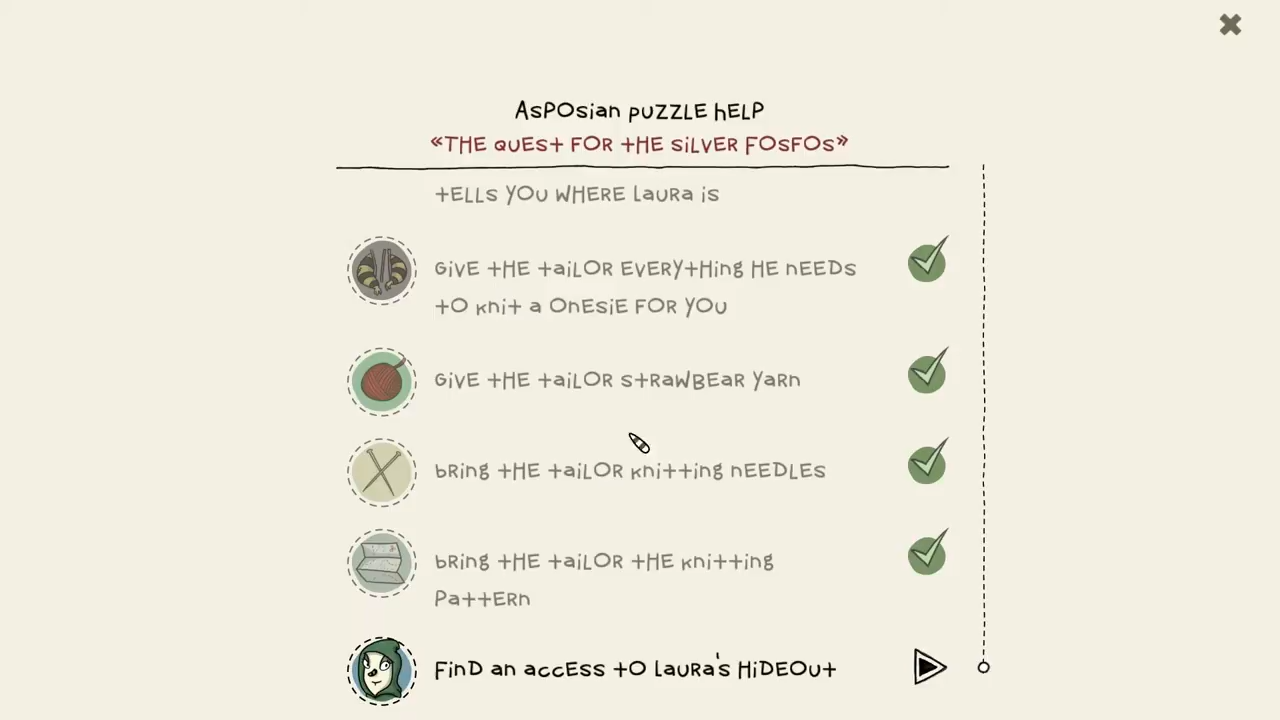 Asposian puzzle help
«The quest for the silver Fosfos»
tells you where Laura is
Give the tailor everything he needs
to knit a onesie for you
Give the tailor strawbear yarn
Bring the tailor knitting needles
Bring the tailor the knitting
pattern
Find an access to Laura's hideout